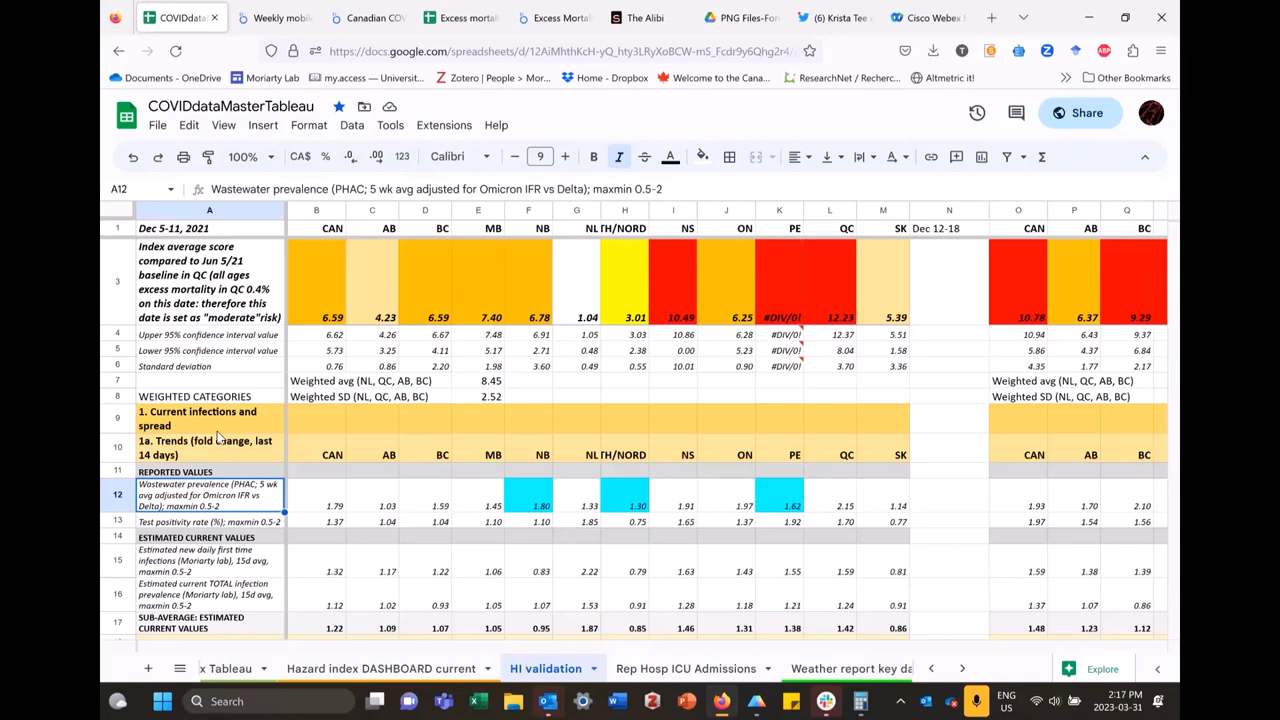 COVIDdat Weekly mobi Canadian CO Excess morta Excess Morta The Alibi PNG Files-For (6) Krista Tee Cisco Webex
https://docs.google.com/spreadsheets/d/12AiMhthKcH-yQ_hty3LRyXoBCW-mS_Fcdr9y6Qhg2r4/
Documents - OneDrive Moriarty Lab my.access — Universit... Zotero | People > Mor... Home - Dropbox Welcome to the Cana... ResearchNet / Recherc... Altmetric it! Other Bookmarks
COVIDdataMasterTableau
File Edit View Insert Format Data Tools Extensions Help
Share
100% CA$ % .0 .00 123 Calibri 9 B I A
A12 fx Wastewater prevalence (PHAC; 5 wk avg adjusted for Omicron IFR vs Delta); maxmin 0.5-2
A B C D E F G H I J K L M N O P Q
1 Dec 5-11, 2021 CAN AB BC MB NB NL TH/NORD NS ON PE QC SK Dec 12-18 CAN AB BC
Index average score
compared to Jun 5/21
baseline in QC (all ages
excess mortality in QC 0.4%
on this date: therefore this
date is set as "moderate"risk)
3 6.59 4.23 6.59 7.40 6.78 1.04 3.01 10.49 6.25 #DIV/0! 12.23 5.39 10.78 6.37 9.29
4 Upper 95% confidence interval value 6.62 4.26 6.67 7.48 6.91 1.05 3.03 10.86 6.28 #DIV/0! 12.37 5.51 10.94 6.43 9.37
5 Lower 95% confidence interval value 5.73 3.25 4.11 5.17 2.71 0.48 2.38 0.00 5.23 #DIV/0! 8.04 1.58 5.86 4.37 6.84
6 Standard deviation 0.76 0.86 2.20 1.98 3.60 0.49 0.55 10.01 0.90 #DIV/0! 3.70 3.36 4.35 1.77 2.17
7 Weighted avg (NL, QC, AB, BC) 8.45 Weighted avg (NL, QC, AB, BC)
8 WEIGHTED CATEGORIES Weighted SD (NL, QC, AB, BC) 2.52 Weighted SD (NL, QC, AB, BC)
9 1. Current infections and
spread
10 1a. Trends (fold change, last
14 days) CAN AB BC MB NB NL TH/NORD NS ON PE QC SK CAN AB BC
11 REPORTED VALUES
12 Wastewater prevalence (PHAC; 5 wk
avg adjusted for Omicron IFR vs
Delta); maxmin 0.5-2 1.79 1.03 1.59 1.45 1.80 1.33 1.30 1.91 1.97 1.62 2.15 1.14 1.93 1.70 2.10
13 Test positivity rate (%); maxmin 0.5-2 1.37 1.04 1.04 1.10 1.10 1.85 0.75 1.65 1.37 1.92 1.70 0.77 1.97 1.54 1.56
14 ESTIMATED CURRENT VALUES
15 Estimated new daily first time
infections (Moriarty lab), 15d avg,
maxmin 0.5-2 1.32 1.17 1.22 1.06 0.83 2.22 0.79 1.63 1.43 1.55 1.59 0.81 1.59 1.38 1.39
16 Estimated current TOTAL infection
prevalence (Moriarty lab), 15d avg,
maxmin 0.5-2 1.12 1.02 0.93 1.05 1.07 1.53 0.91 1.28 1.18 1.21 1.24 0.91 1.37 1.07 0.86
17 SUB-AVERAGE: ESTIMATED
CURRENT VALUES 1.22 1.09 1.07 1.05 0.95 1.87 0.85 1.46 1.31 1.38 1.42 0.86 1.48 1.23 1.12
x Tableau Hazard index DASHBOARD current HI validation Rep Hosp ICU Admissions Weather report key da Explore
Search ENG
US 2:17 PM
2023-03-31